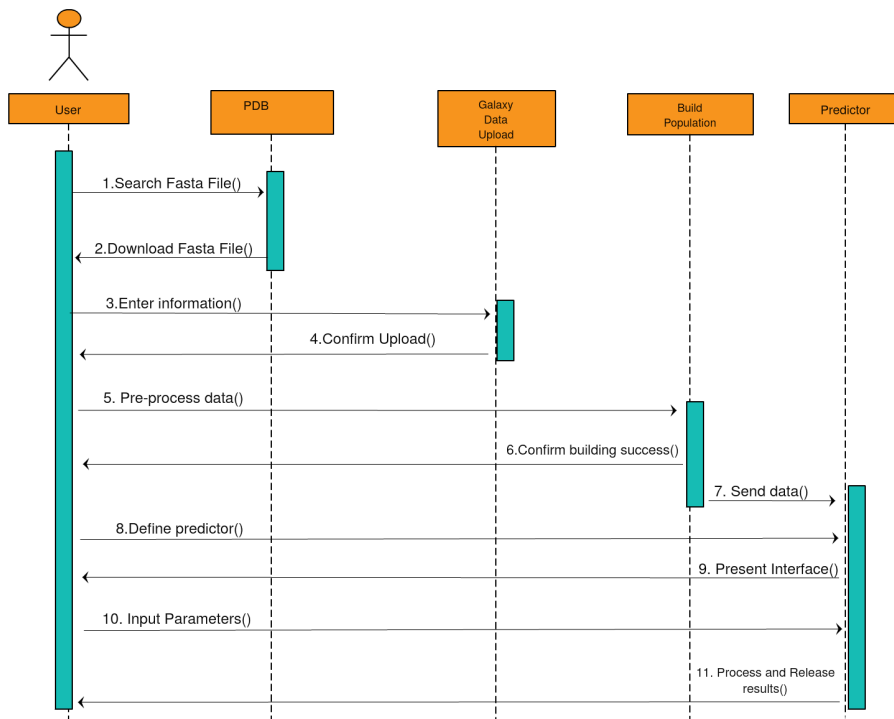 User
PDB
Galaxy
Data
Upload
Build
Population
Predictor
1.Search Fasta File()
2.Download Fasta File()
3.Enter information()
4.Confirm Upload()
5. Pre-process data()
6.Confirm building success()
7. Send data()
8.Define predictor()
9. Present Interface()
10. Input Parameters()
11. Process and Release
results()